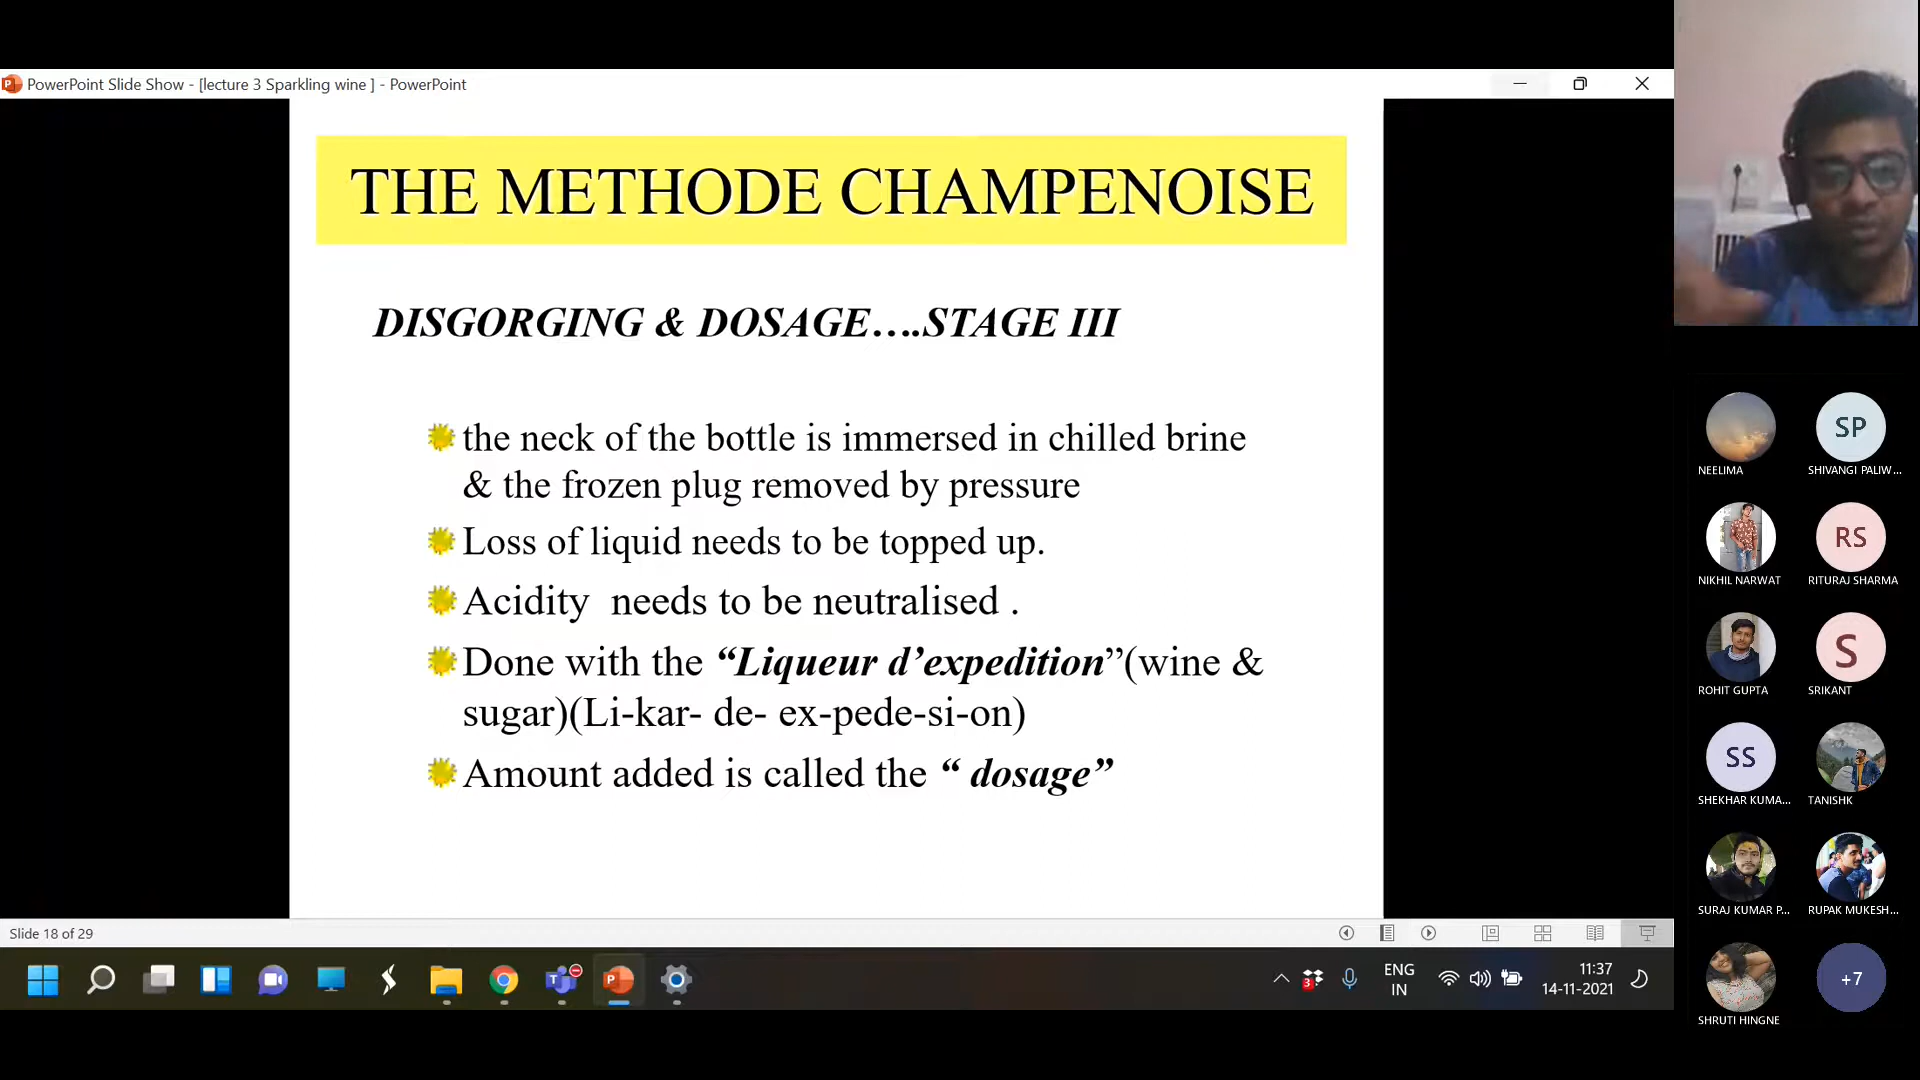 PowerPoint Slide Show - [lecture 3 Sparkling wine ] - PowerPoint
THE METHODE CHAMPENOISE
DISGORGING & DOSAGE….STAGE III
the neck of the bottle is immersed in chilled brine
& the frozen plug removed by pressure
Loss of liquid needs to be topped up.
Acidity  needs to be neutralised .
Done with the “Liqueur d’expedition”(wine &
sugar)(Li-kar- de- ex-pede-si-on)
Amount added is called the “ dosage”
Slide 18 of 29
ENG
IN
11:37
14-11-2021
3
NEELIMA
SP
SHIVANGI PALIW...
NIKHIL NARWAT
RS
RITURAJ SHARMA
ROHIT GUPTA
S
SRIKANT
SS
SHEKHAR KUMA...
TANISHK
SURAJ KUMAR P...
RUPAK MUKESH...
SHRUTI HINGNE
+7